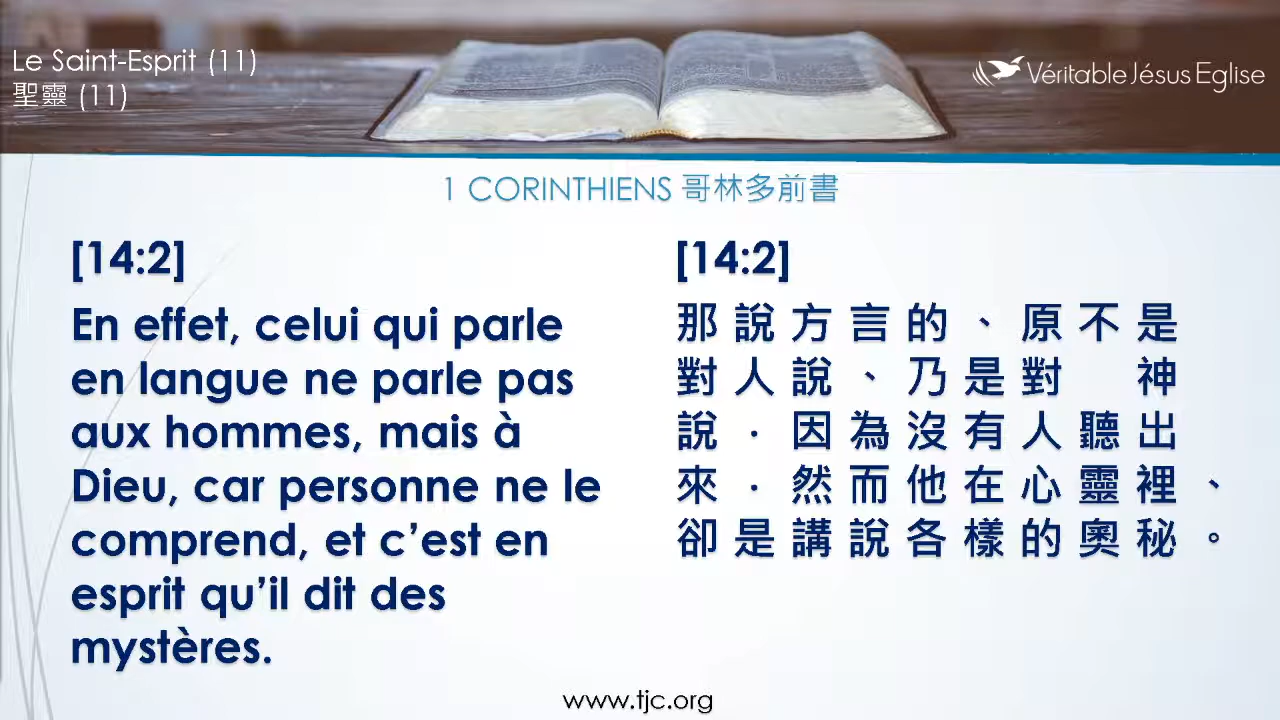 Le Saint-Esprit (11)
聖靈 (11)
Véritable Jésus Eglise
1 CORINTHIENS 哥林多前書
[14:2]
En effet, celui qui parle
en langue ne parle pas
aux hommes, mais à
Dieu, car personne ne le
comprend, et c’est en
esprit qu’il dit des
mystères.
[14:2]
那說方言的、原不是
對人說、乃是對　神
說．因為沒有人聽出
來．然而他在心靈裡、
卻是講說各樣的奧秘。
www.tjc.org